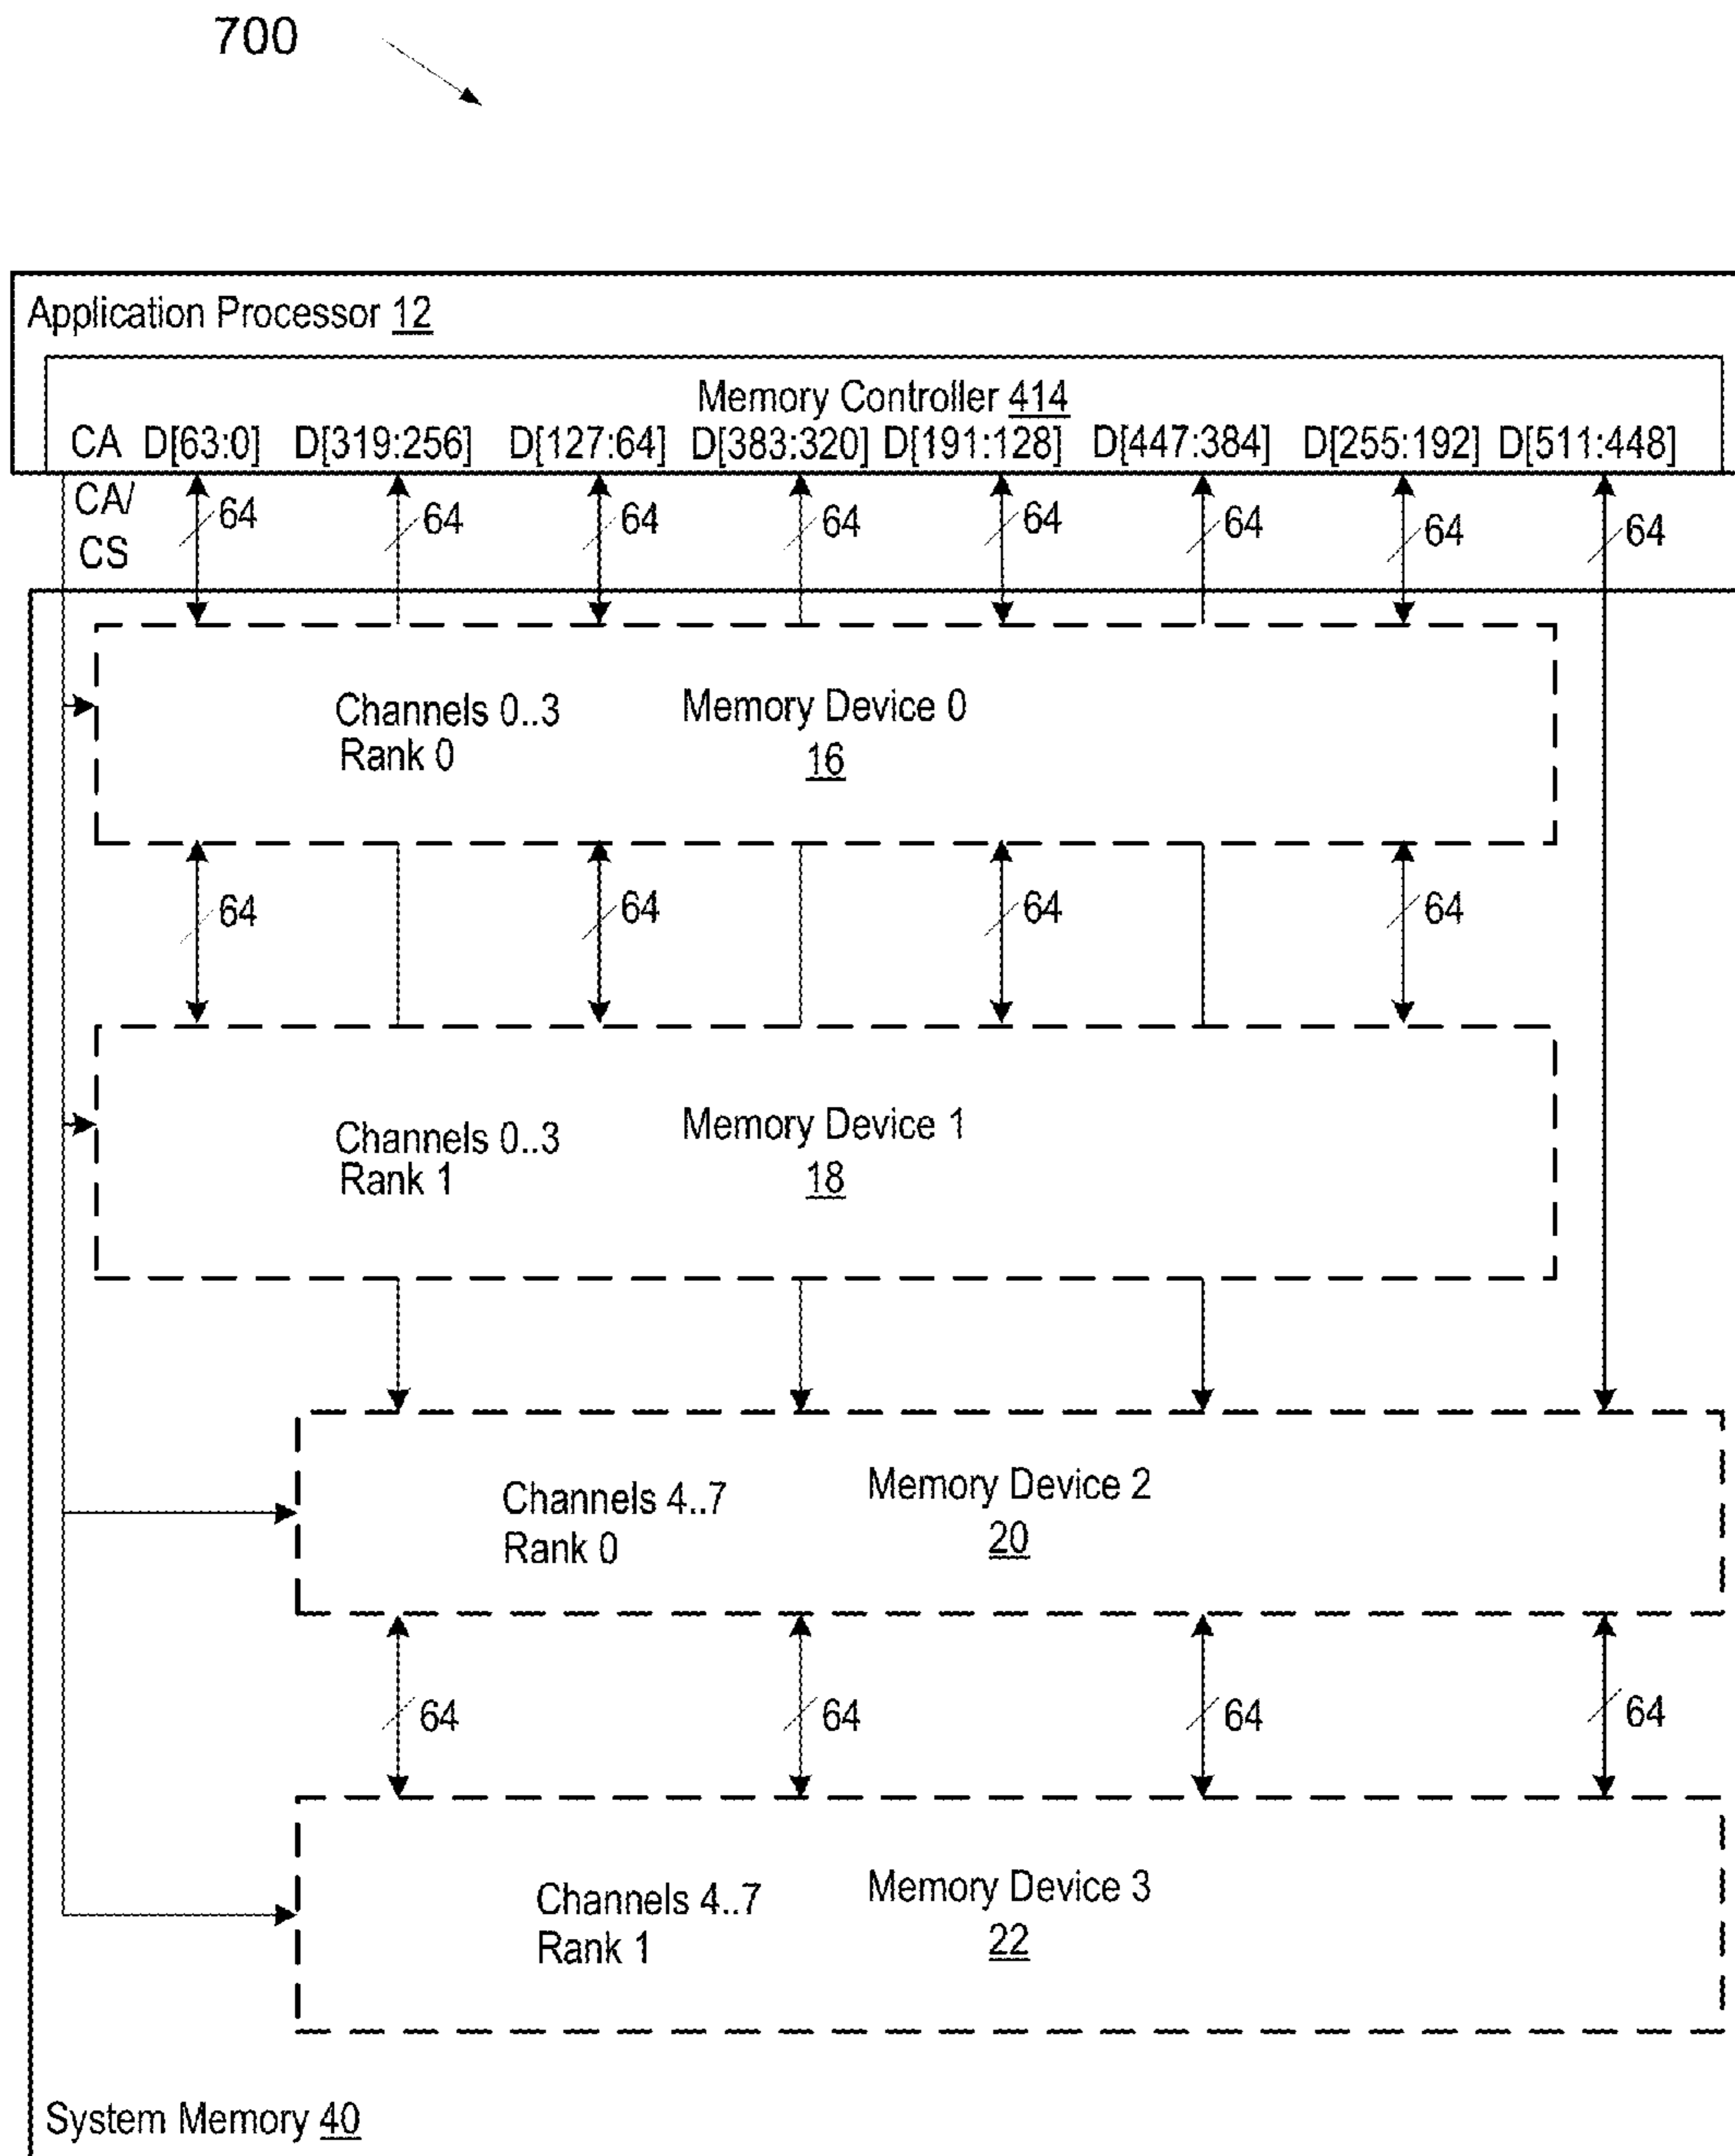 700
Application Processor 12
Memory Controller 414
CA D[63:0] D[319:256] D[127:64] D[383:320] D[191:128] D[447:384] D[255:192] D[511:448]
CA/
CS
64 64 64 64 64 64 64 64
Channels 0..3
Rank 0
Memory Device 0
16
64 64 64 64
Channels 0..3
Rank 1
Memory Device 1
18
Channels 4..7
Rank 0
Memory Device 2
20
64 64 64 64
Channels 4..7
Rank 1
Memory Device 3
22
System Memory 40